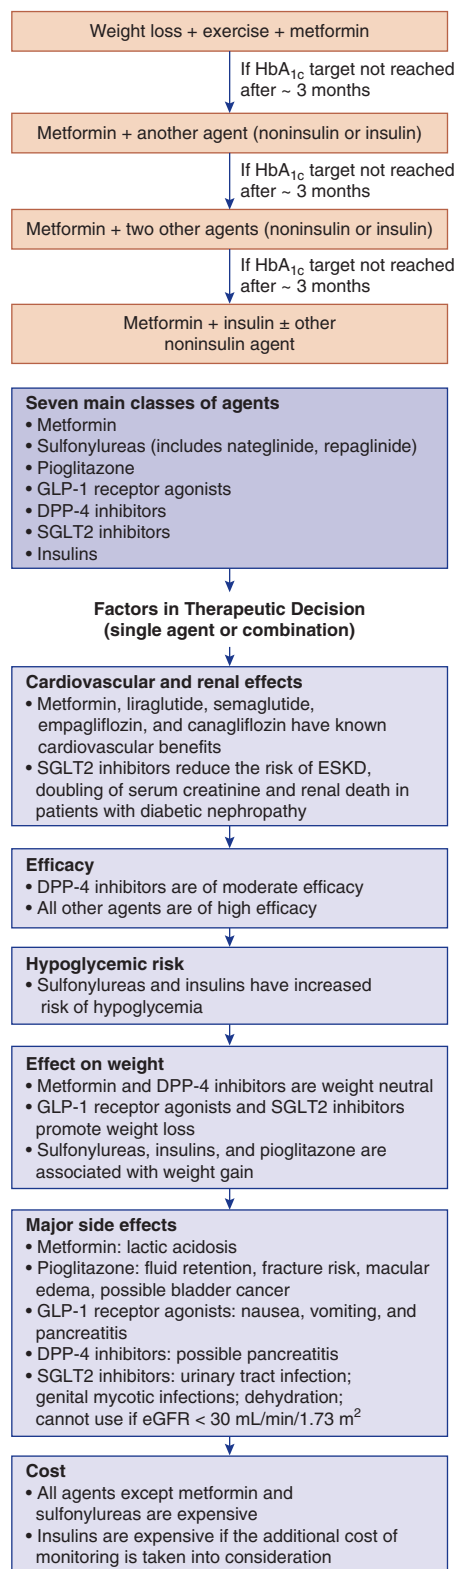 Weight loss + exercise + metformin
If HbA1c target not reached
after ~ 3 months
Metformin + another agent (noninsulin or insulin)
If HbA1c target not reached
after ~ 3 months
Metformin + two other agents (noninsulin or insulin)
If HbA1c target not reached
after ~ 3 months
Metformin + insulin ± other
noninsulin agent
Seven main classes of agents
• Metformin
• Sulfonylureas (includes nateglinide, repaglinide)
• Pioglitazone
• GLP-1 receptor agonists
• DPP-4 inhibitors
• SGLT2 inhibitors
• Insulins
Factors in Therapeutic Decision
(single agent or combination)
Cardiovascular and renal effects
• Metformin, liraglutide, semaglutide,
empagliflozin, and canagliflozin have known
cardiovascular benefits
• SGLT2 inhibitors reduce the risk of ESKD,
doubling of serum creatinine and renal death in
patients with diabetic nephropathy
Efficacy
• DPP-4 inhibitors are of moderate efficacy
• All other agents are of high efficacy
Hypoglycemic risk
• Sulfonylureas and insulins have increased
risk of hypoglycemia
Effect on weight
• Metformin and DPP-4 inhibitors are weight neutral
• GLP-1 receptor agonists and SGLT2 inhibitors
promote weight loss
• Sulfonylureas, insulins, and pioglitazone are
associated with weight gain
Major side effects
• Metformin: lactic acidosis
• Pioglitazone: fluid retention, fracture risk, macular
edema, possible bladder cancer
• GLP-1 receptor agonists: nausea, vomiting, and
pancreatitis
• DPP-4 inhibitors: possible pancreatitis
• SGLT2 inhibitors: urinary tract infection;
genital mycotic infections; dehydration;
cannot use if eGFR < 30 mL/min/1.73 m2
Cost
• All agents except metformin and
sulfonylureas are expensive
• Insulins are expensive if the additional cost of
monitoring is taken into consideration